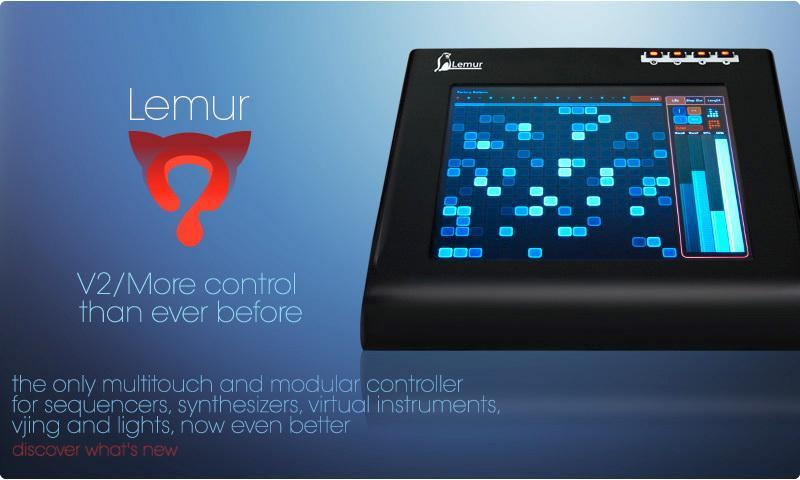 Lemur
V2/More control
than ever before
the only multitouch and modular controller
for sequencers, synthesizers, virtual instruments,
vjing and lights, now even better
discover what's new
Lemur